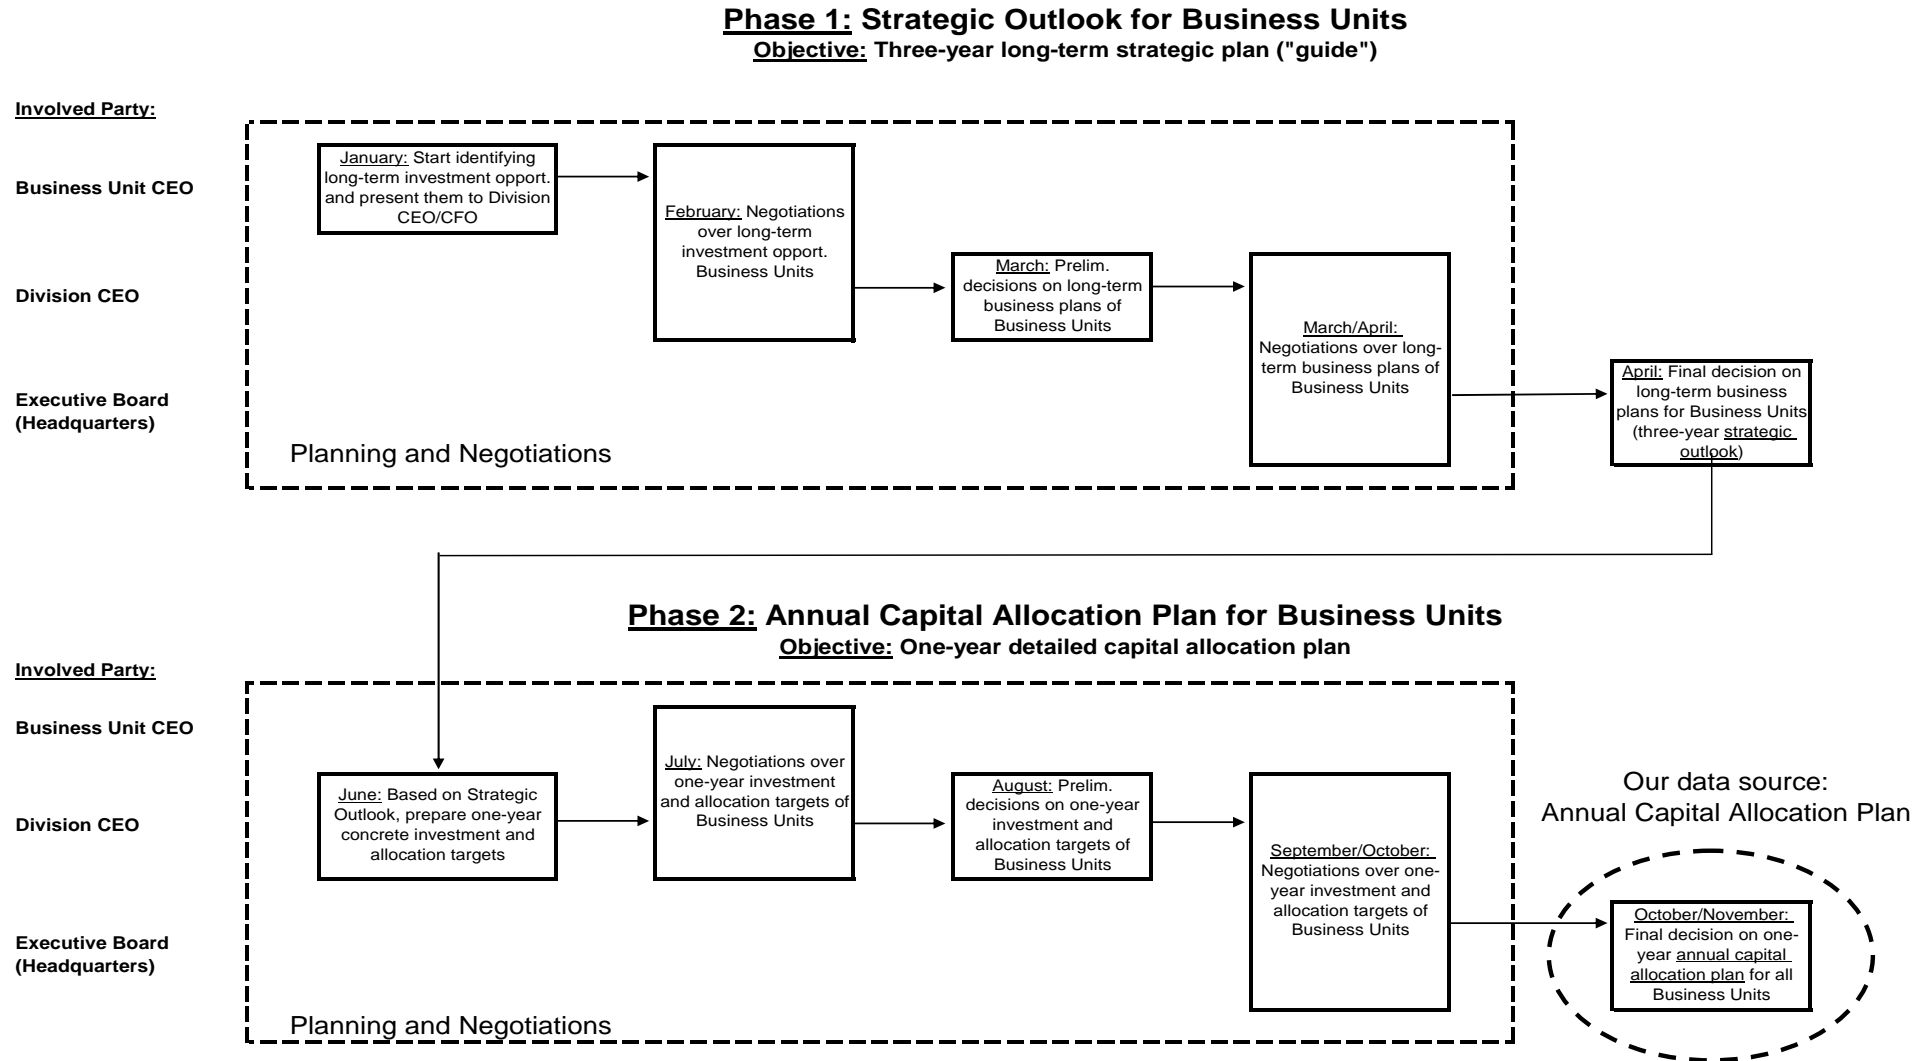 Phase 1: Strategic Outlook for Business Units
Objective: Three-year long-term strategic plan ("guide")
Involved Party:
Business Unit CEO
Division CEO
Executive Board
(Headquarters)
January: Start identifying
long-term investment opport.
and present them to Division
CEO/CFO
February: Negotiations
over long-term
investment opport.
Business Units
March: Prelim.
decisions on long-term
business plans of
Business Units
March/April:
Negotiations over long-
term business plans of
Business Units
April: Final decision on
long-term business
plans for Business Units
(three-year strategic
outlook)
Planning and Negotiations
Phase 2: Annual Capital Allocation Plan for Business Units
Objective: One-year detailed capital allocation plan
Involved Party:
Business Unit CEO
Division CEO
Executive Board
(Headquarters)
June: Based on Strategic
Outlook, prepare one-year
concrete investment and
allocation targets
July: Negotiations over
one-year investment
and allocation targets of
Business Units
August: Prelim.
decisions on one-year
investment and
allocation targets of
Business Units
September/October:
Negotiations over one-
year investment and
allocation targets of
Business Units
Our data source:
Annual Capital Allocation Plan
October/November:
Final decision on one-
year annual capital
allocation plan for all
Business Units
Planning and Negotiations